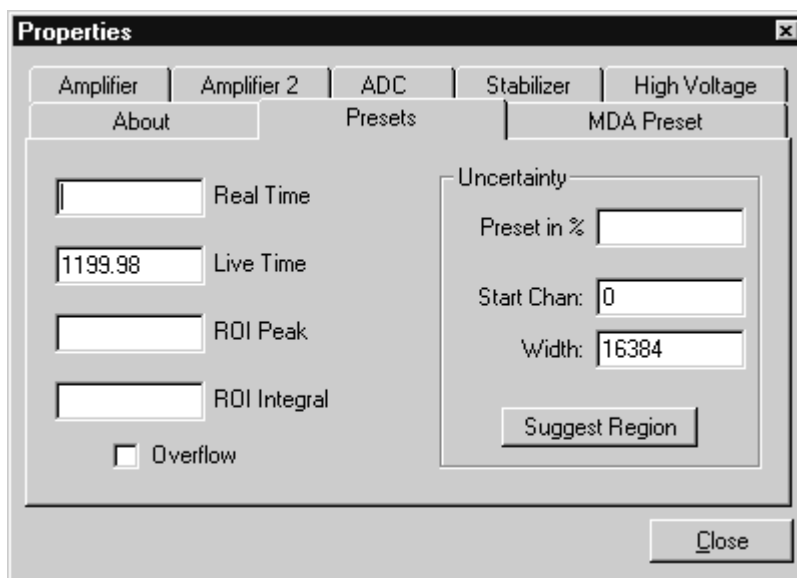 Properties
Amplifier
Amplifier 2
ADC
Stabilizer
High Voltage
About
Presets
MDA Preset
Real Time
1199.98 Live Time
ROI Peak
ROI Integral
Overflow
Uncertainty
Preset in %
Start Chan: 0
Width: 16384
Suggest Region
Close